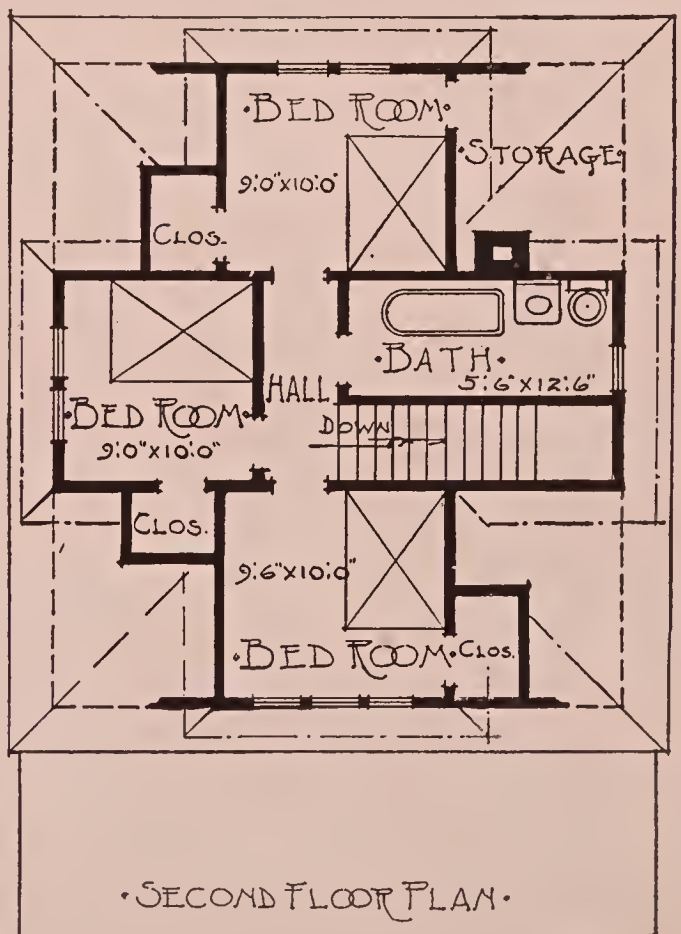 ·BED ROOM·
·STORAGE·
9'.0"X10'.0"
CLOS.
·BATH·
5'.6"X12'.6"
HALL
·BED ROOM·
DOWN
9'.0"X10'.0"
CLOS.
9'.6"X10'.0"
·BED ROOM·
CLOS.
·SECOND FLOOR PLAN·